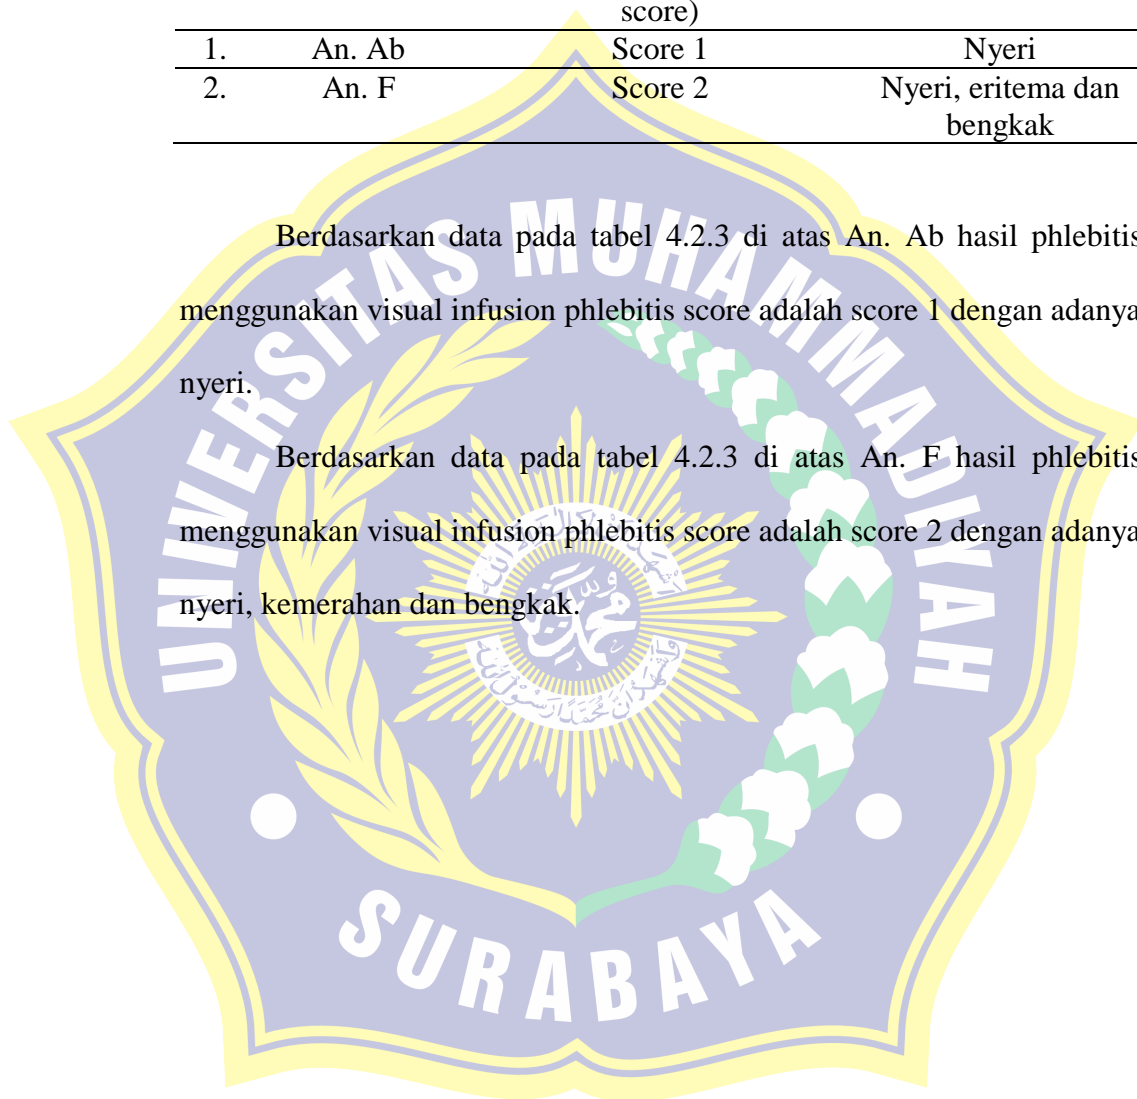 score)
1. An. Ab Score 1 Nyeri
2. An. F Score 2 Nyeri, eritema dan
bengkak
Berdasarkan data pada tabel 4.2.3 di atas An. Ab hasil phlebitis
menggunakan visual infusion phlebitis score adalah score 1 dengan adanya
nyeri.
Berdasarkan data pada tabel 4.2.3 di atas An. F hasil phlebitis
menggunakan visual infusion phlebitis score adalah score 2 dengan adanya
nyeri, kemerahan dan bengkak.
UNIVERSITAS MUHAMMADIYAH
SURABAYA